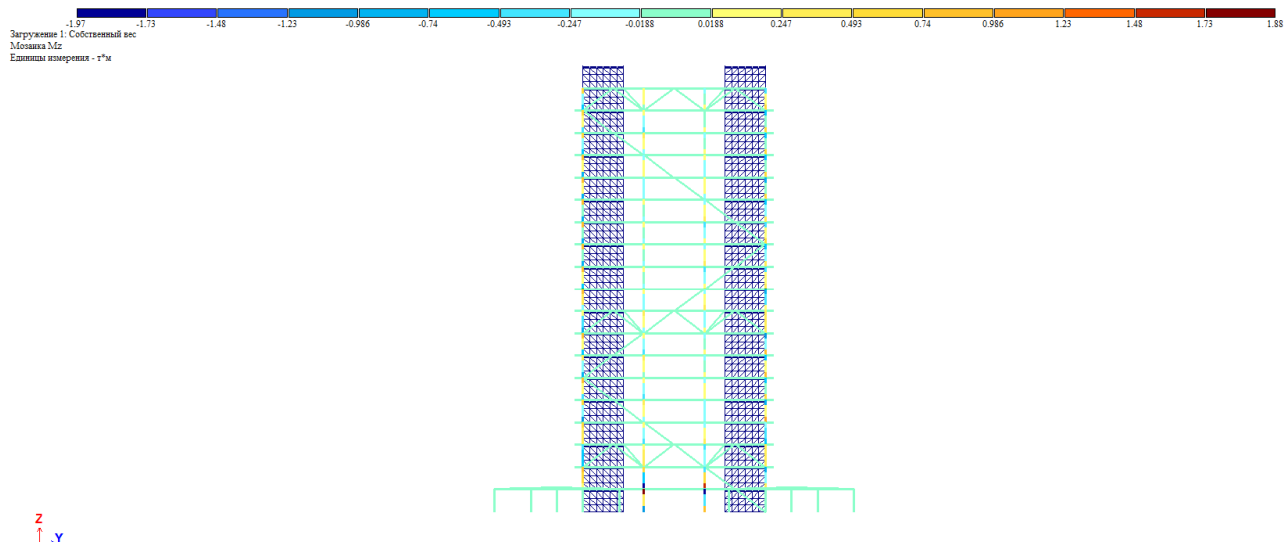 -1.97 -1.73 -1.48 -1.23 -0.986 -0.74 -0.493 -0.247 -0.0188 0.0188 0.247 0.493 0.74 0.986 1.23 1.48 1.73 1.88
Загружение 1: Собственный вес
Мозаика Mz
Единицы измерения - т*м
Z
Y